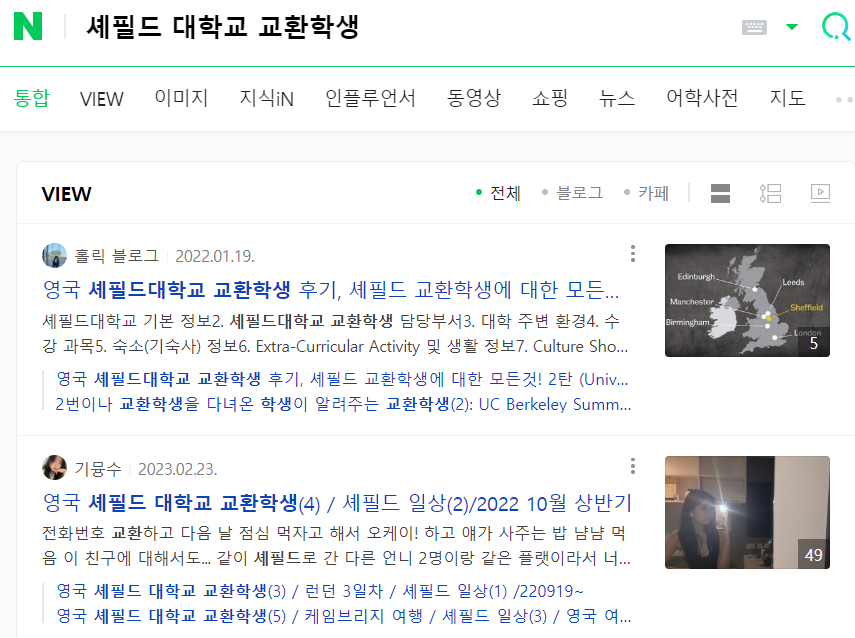 N
셰필드 대학교 교환학생
통합 VIEW 이미지 지식iN 인플루언서 동영상 쇼핑 뉴스 어학사전 지도
VIEW
전체 블로그 카페
홀릭 블로그 2022.01.19.
영국 셰필드대학교 교환학생 후기, 셰필드 교환학생에 대한 모든...
셰필드대학교 기본 정보2. 셰필드대학교 교환학생 담당부서3. 대학 주변 환경4. 수
강 과목5. 숙소(기숙사) 정보6. Extra-Curricular Activity 및 생활 정보7. Culture Sho...
영국 셰필드대학교 교환학생 후기, 셰필드 교환학생에 대한 모든것! 2탄 (Univ...
2번이나 교환학생을 다녀온 학생이 알려주는 교환학생(2): UC Berkeley Summ...
Edinburgh
Leeds
Manchester
Sheffield
Birmingham
London
5
기뮹수 2023.02.23.
영국 셰필드 대학교 교환학생(4) / 셰필드 일상(2)/2022 10월 상반기
전화번호 교환하고 다음 날 점심 먹자고 해서 오케이! 하고 얘가 사주는 밥 냠냠 먹
음 이 친구에 대해서도... 같이 셰필드로 간 다른 언니 2명이랑 같은 플랫이라서 너...
영국 셰필드 대학교 교환학생(3) / 런던 3일차 / 셰필드 일상(1) /220919~
영국 셰필드 대학교 교환학생(5) / 케임브리지 여행 / 셰필드 일상(3) / 영국 여...
49